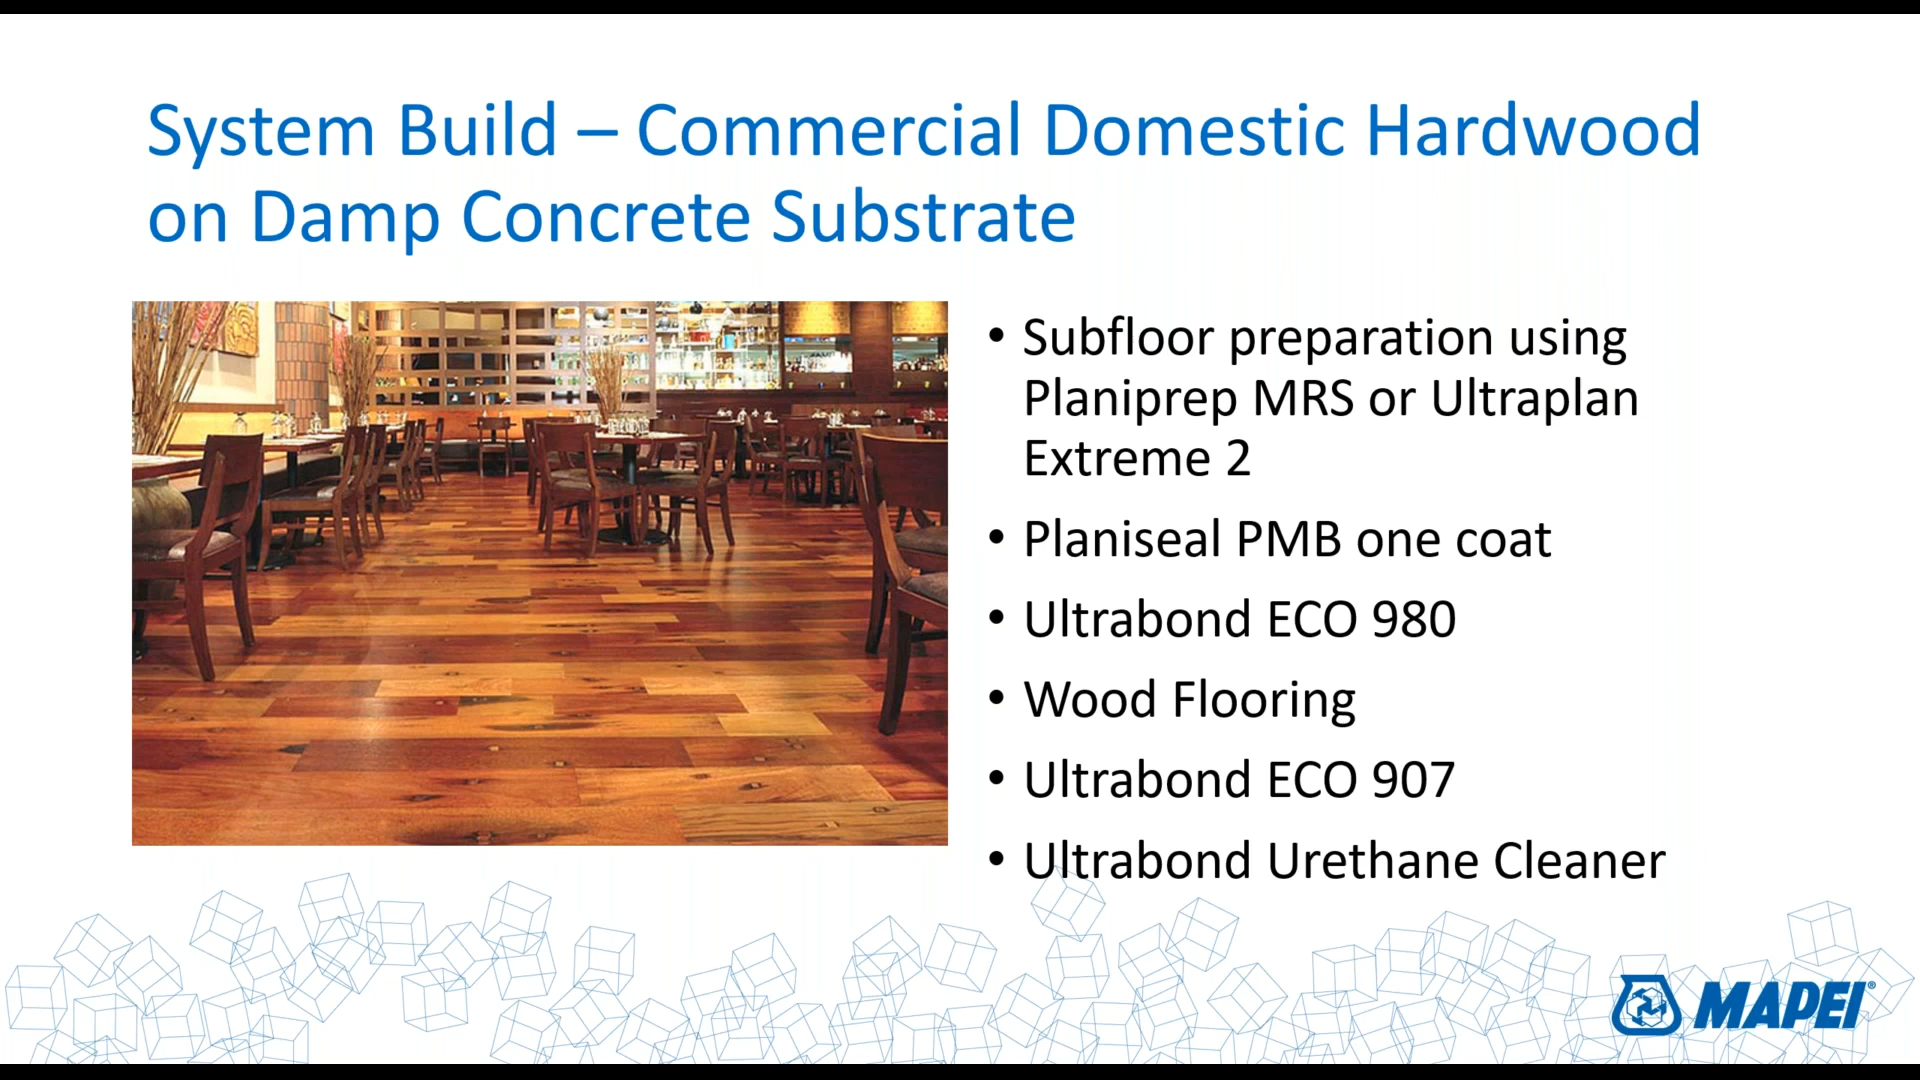 System Build – Commercial Domestic Hardwood
on Damp Concrete Substrate
• Subfloor preparation using
Planiprep MRS or Ultraplan
Extreme 2
• Planiseal PMB one coat
• Ultrabond ECO 980
• Wood Flooring
• Ultrabond ECO 907
• Ultrabond Urethane Cleaner
MAPEI®